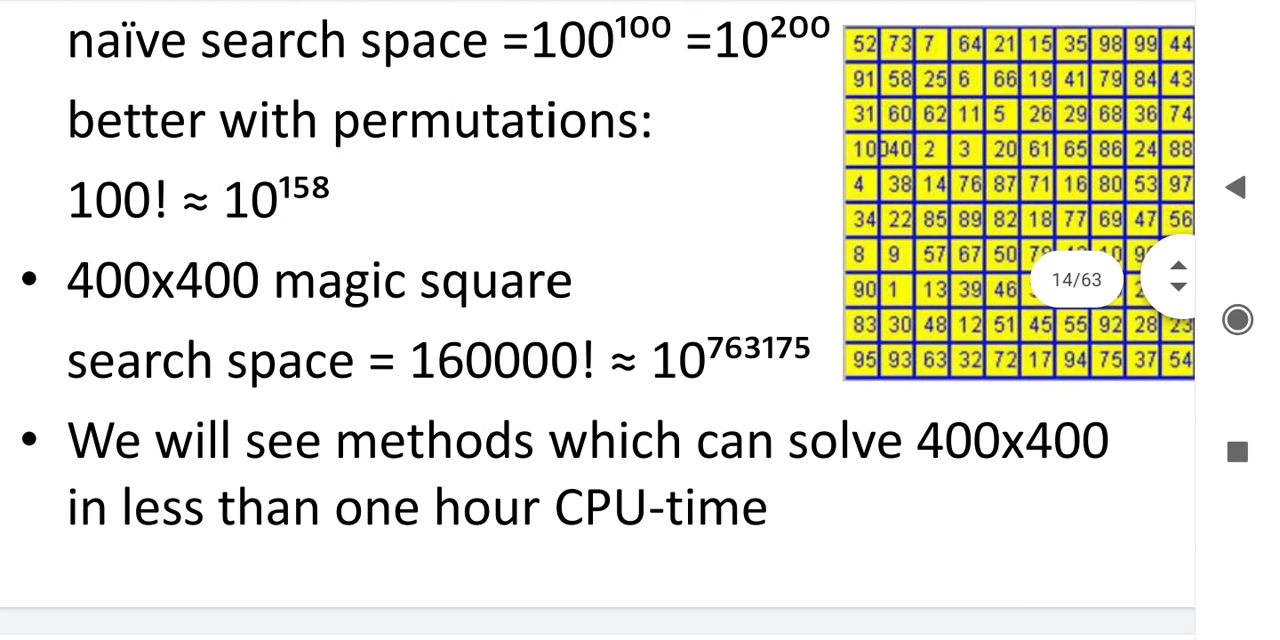 naïve search space =100¹⁰⁰ =10²⁰⁰
better with permutations:
100! ≈ 10¹⁵⁸
• 400x400 magic square
search space = 160000! ≈ 10⁷⁶³¹⁷⁵
• We will see methods which can solve 400x400
in less than one hour CPU-time
52 73 7 64 21 15 35 98 99 44
91 58 25 6 66 19 41 79 84 43
31 60 62 11 5 26 29 68 36 74
100 40 2 3 20 61 65 86 24 88
4 38 14 76 87 71 16 80 53 97
34 22 85 89 82 18 77 69 47 56
8 9 57 67 50
90 1 13 39 46
83 30 48 12 51 45 55 92 28 23
95 93 63 32 72 17 94 75 37 54
14/63